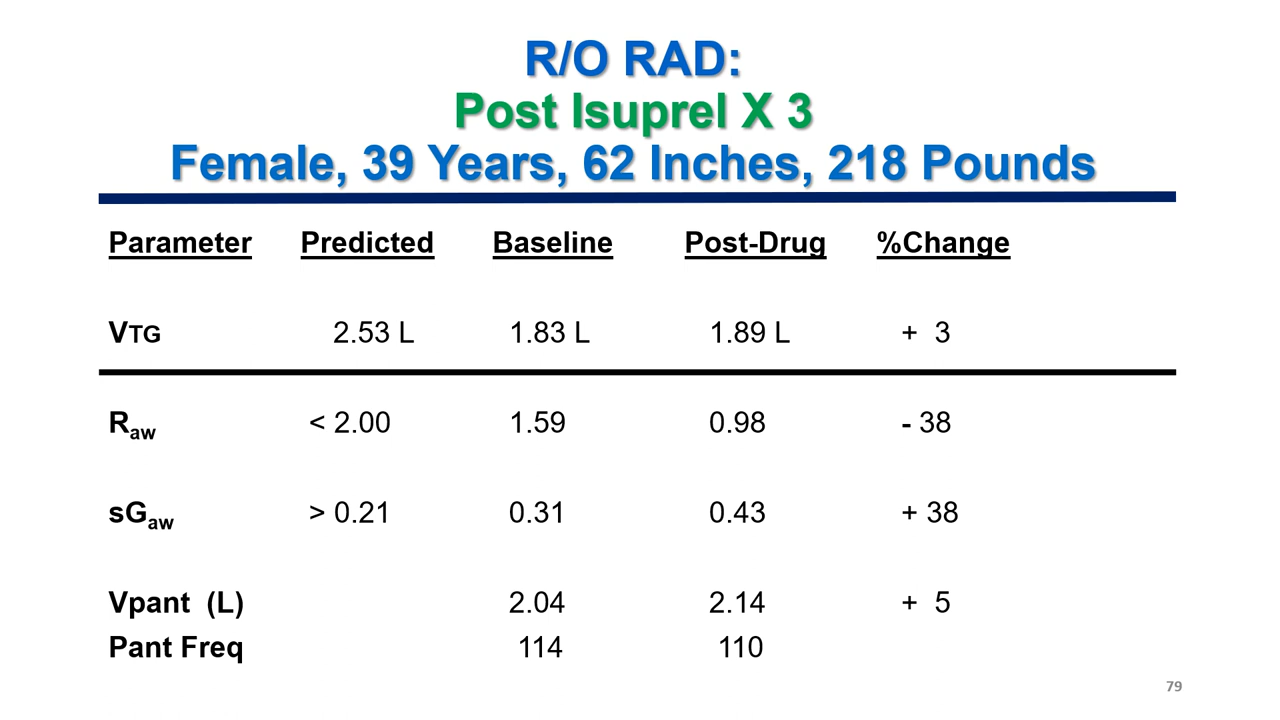 R/O RAD:
Post Isuprel X 3
Female, 39 Years, 62 Inches, 218 Pounds
Parameter Predicted Baseline Post-Drug %Change
VTG 2.53 L 1.83 L 1.89 L + 3
Raw < 2.00 1.59 0.98 - 38
sGaw > 0.21 0.31 0.43 + 38
Vpant (L) 2.04 2.14 + 5
Pant Freq 114 110
79